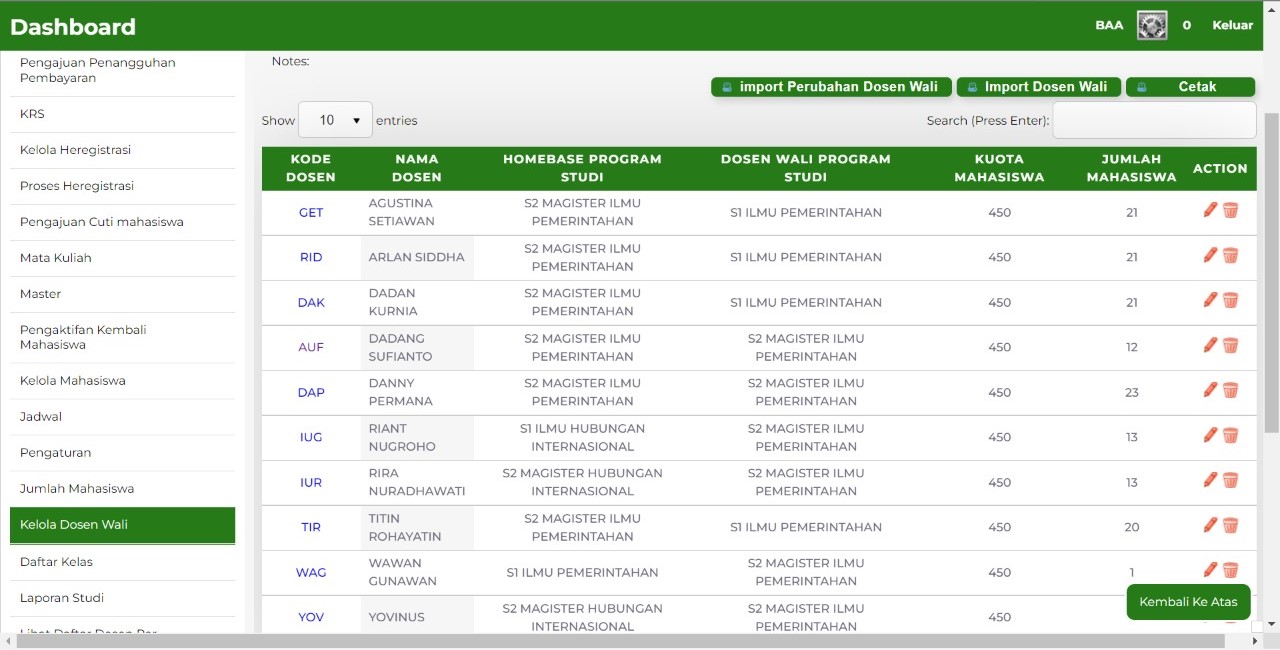 Dashboard
BAA 0 Keluar
Pengajuan Penangguhan
Pembayaran
KRS
Kelola Heregistrasi
Proses Heregistrasi
Pengajuan Cuti mahasiswa
Mata Kuliah
Master
Pengaktifan Kembali
Mahasiswa
Kelola Mahasiswa
Jadwal
Pengaturan
Jumlah Mahasiswa
Kelola Dosen Wali
Daftar Kelas
Laporan Studi
Lihat Daftar Dosen Per
Notes:
import Perubahan Dosen Wali Import Dosen Wali Cetak
Show 10 entries Search (Press Enter):
KODE DOSEN NAMA DOSEN HOMEBASE PROGRAM STUDI DOSEN WALI PROGRAM STUDI KUOTA MAHASISWA JUMLAH MAHASISWA ACTION
GET AGUSTINA SETIAWAN S2 MAGISTER ILMU PEMERINTAHAN S1 ILMU PEMERINTAHAN 450 21
RID ARLAN SIDDHA S2 MAGISTER ILMU PEMERINTAHAN S1 ILMU PEMERINTAHAN 450 21
DAK DADAN KURNIA S2 MAGISTER ILMU PEMERINTAHAN S1 ILMU PEMERINTAHAN 450 21
AUF DADANG SUFIANTO S2 MAGISTER ILMU PEMERINTAHAN S2 MAGISTER ILMU PEMERINTAHAN 450 12
DAP DANNY PERMANA S2 MAGISTER ILMU PEMERINTAHAN S2 MAGISTER ILMU PEMERINTAHAN 450 23
IUG RIANT NUGROHO S1 ILMU HUBUNGAN INTERNASIONAL S2 MAGISTER ILMU PEMERINTAHAN 450 13
IUR RIRA NURADHAWATI S2 MAGISTER HUBUNGAN INTERNASIONAL S2 MAGISTER ILMU PEMERINTAHAN 450 13
TIR TITIN ROHAYATIN S2 MAGISTER ILMU PEMERINTAHAN S1 ILMU PEMERINTAHAN 450 20
WAG WAWAN GUNAWAN S1 ILMU PEMERINTAHAN S2 MAGISTER ILMU PEMERINTAHAN 450 1
YOV YOVINUS S2 MAGISTER HUBUNGAN INTERNASIONAL S2 MAGISTER ILMU PEMERINTAHAN 450
Kembali Ke Atas